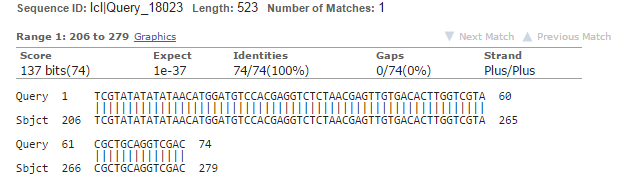 Sequence ID: lcl|Query_18023 Length: 523 Number of Matches: 1
Range 1: 206 to 279 Graphics ▼ Next Match ▲ Previous Match
Score Expect Identities Gaps Strand
137 bits(74) 1e-37 74/74(100%) 0/74(0%) Plus/Plus
Query 1 TCGTATATATATAACATGGATGTCCACGAGGTCTCTAACGAGTTGTGACACTTGGTCGTA 60
Sbjct 206 TCGTATATATATAACATGGATGTCCACGAGGTCTCTAACGAGTTGTGACACTTGGTCGTA 265
Query 61 CGCTGCAGGTCGAC 74
Sbjct 266 CGCTGCAGGTCGAC 279